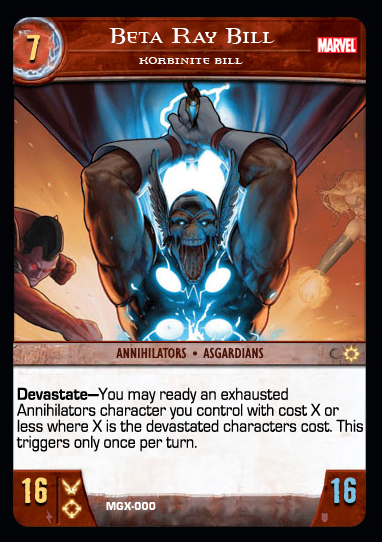 7
BETA RAY BILL
MARVEL
KORBINITE BILL
ANNIHILATORS • ASGARDIANS
C
Devastate—You may ready an exhausted
Annihilators character you control with cost X or
less where X is the devastated characters cost. This
triggers only once per turn.
16
MGX-000
16